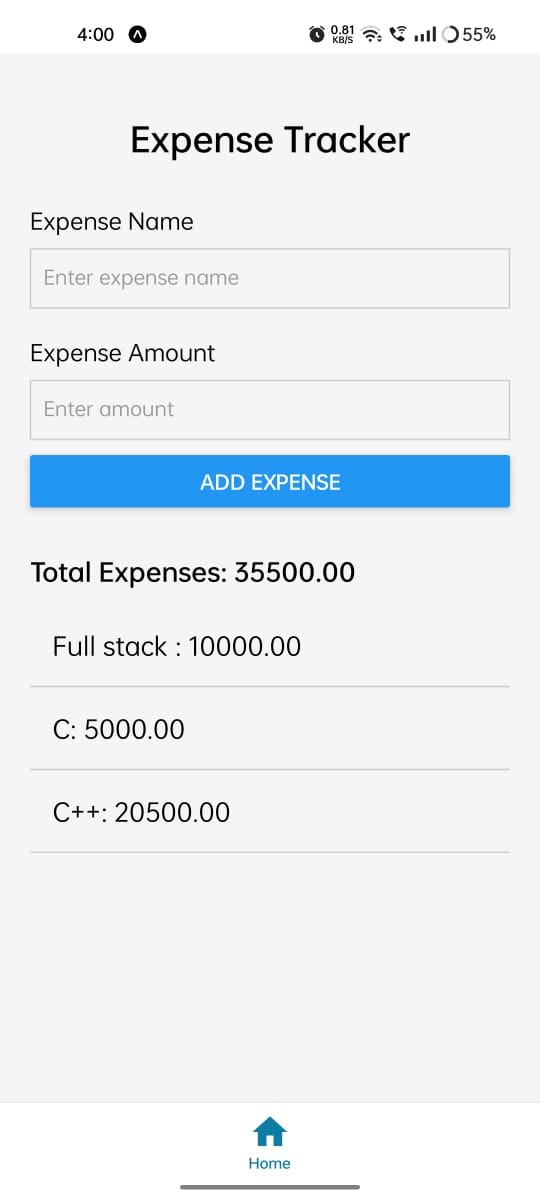 4:00 0.81 KB/S 55%
Expense Tracker
Expense Name
Enter expense name
Expense Amount
Enter amount
ADD EXPENSE
Total Expenses: 35500.00
Full stack : 10000.00
C: 5000.00
C++: 20500.00
Home